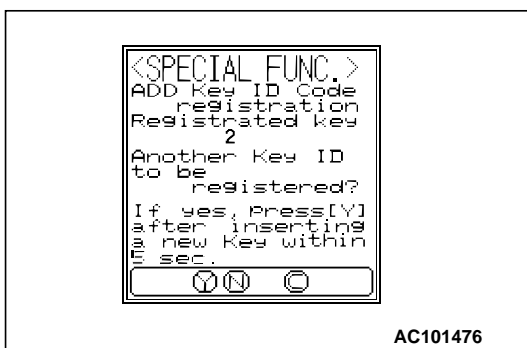 <SPECIAL FUNC.>
ADD Key ID Code
registration
Registrated key
2
Another Key ID
to be
registered?
If yes, Press[Y]
after inserting
a new Key within
5 sec.
Y N C
AC101476